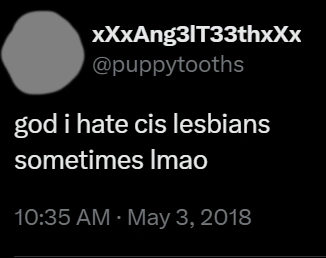 xXxAng3lT33thxXx
@puppytooths
god i hate cis lesbians
sometimes lmao
10:35 AM · May 3, 2018